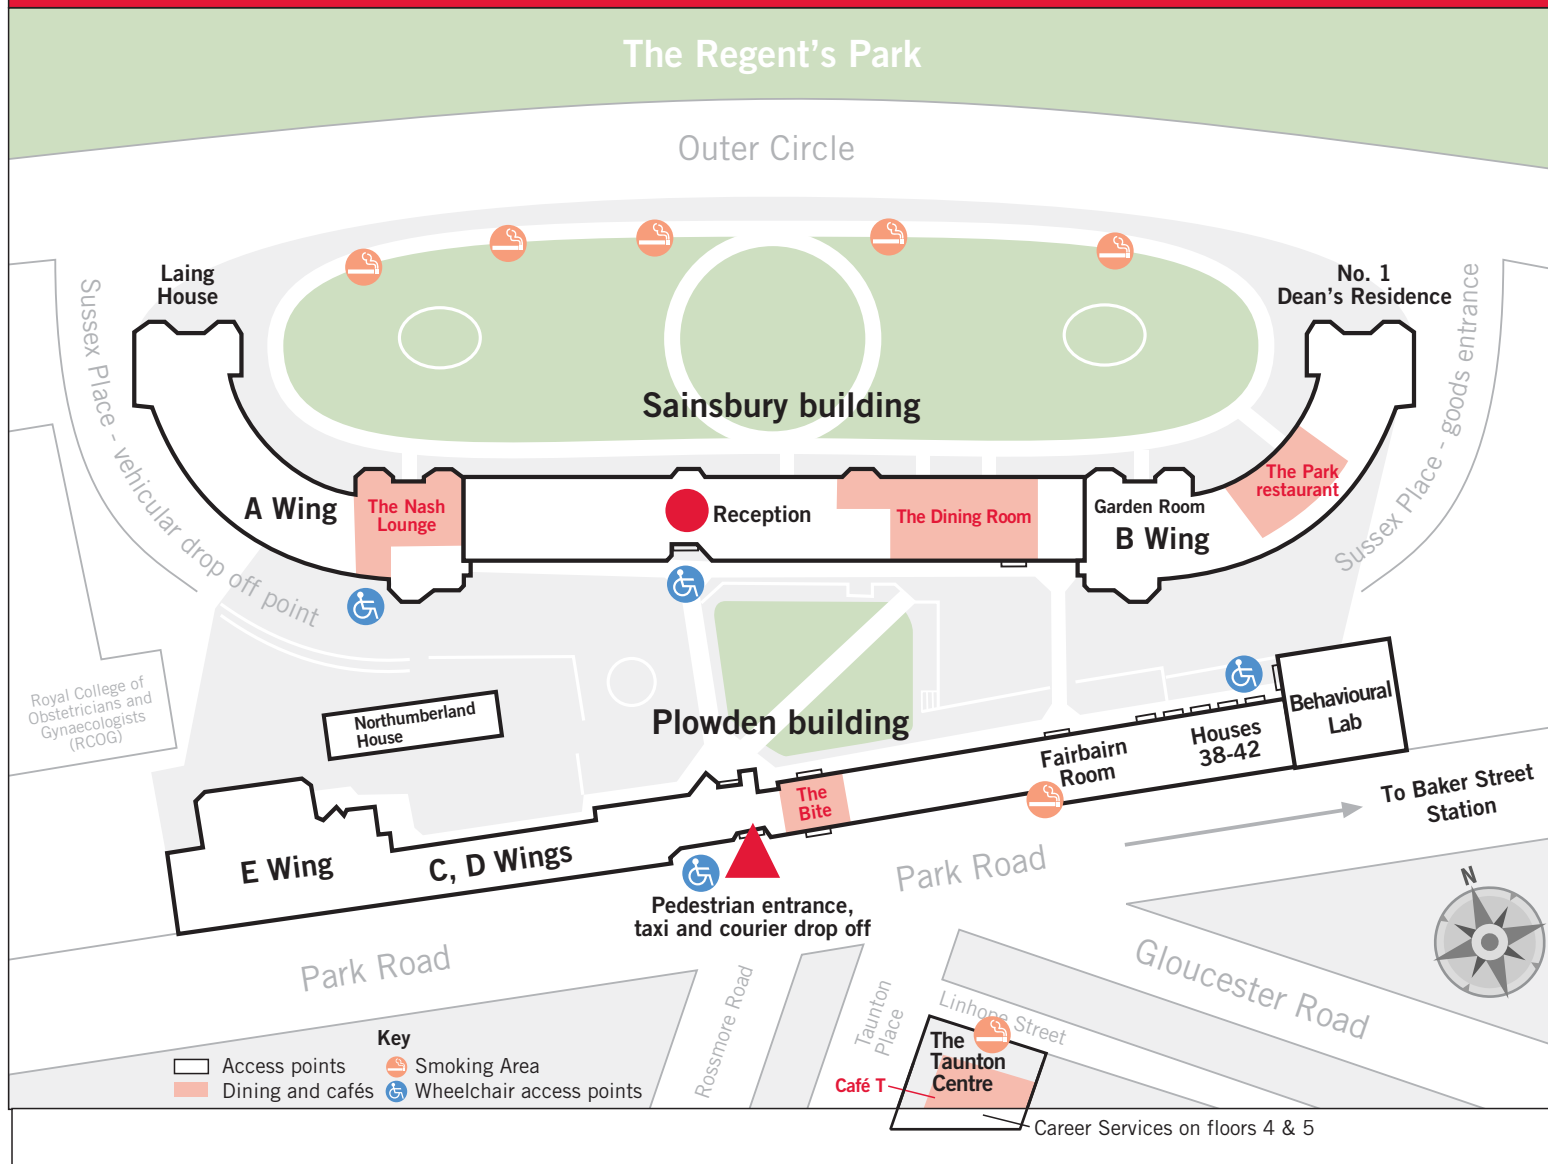 The Regent's Park
Outer Circle
Laing
House
No. 1
Dean's Residence
Sussex Place - vehicular drop off point
Sussex Place - goods entrance
Sainsbury building
A Wing
The Nash
Lounge
Reception
The Dining Room
Garden Room
B Wing
The Park
restaurant
Royal College of
Obstetricians and
Gynaecologists
(RCOG)
Northumberland
House
Plowden building
Behavioural
Lab
Houses
38-42
Fairbairn
Room
The
Bite
To Baker Street
Station
E Wing
C, D Wings
Park Road
Pedestrian entrance,
taxi and courier drop off
N
Park Road
Gloucester Road
Rossmore Road
Taunton
Place
Linhope Street
The
Taunton
Centre
Café T
Career Services on floors 4 & 5
Key
Access points
Smoking Area
Dining and cafés
Wheelchair access points